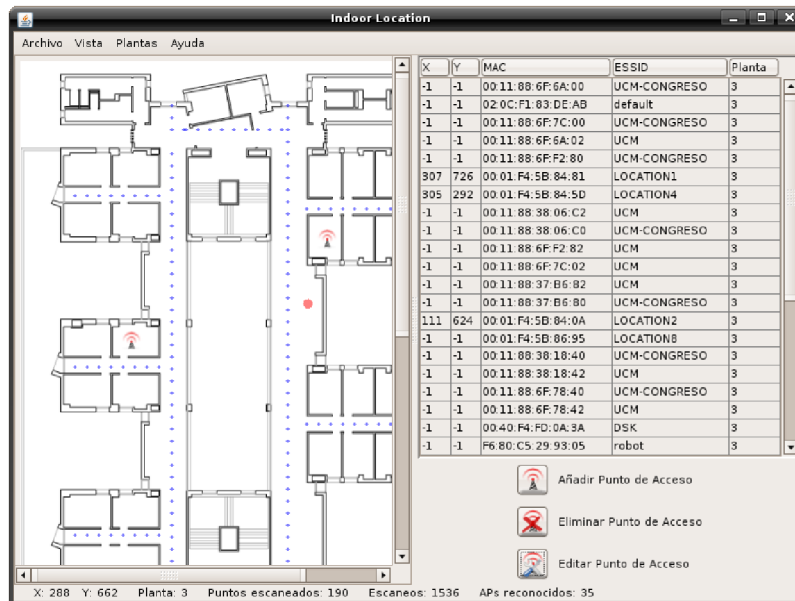 Indoor Location
Archivo Vista Plantas Ayuda
X Y MAC ESSID Planta
-1 -1 00:11:88:6F:6A:00 UCM-CONGRESO 3
-1 -1 02:0C:F1:83:DE:AB default 3
-1 -1 00:11:88:6F:7C:00 UCM-CONGRESO 3
-1 -1 00:11:88:6F:6A:02 UCM 3
-1 -1 00:11:88:6F:F2:80 UCM-CONGRESO 3
307 726 00:01:F4:5B:84:81 LOCATION1 3
305 292 00:01:F4:5B:84:5D LOCATION4 3
-1 -1 00:11:88:38:06:C2 UCM 3
-1 -1 00:11:88:38:06:C0 UCM-CONGRESO 3
-1 -1 00:11:88:6F:F2:82 UCM 3
-1 -1 00:11:88:6F:7C:02 UCM 3
-1 -1 00:11:88:37:B6:82 UCM 3
-1 -1 00:11:88:37:B6:80 UCM-CONGRESO 3
111 624 00:01:F4:5B:84:0A LOCATION2 3
-1 -1 00:01:F4:5B:86:95 LOCATION8 3
-1 -1 00:11:88:38:18:40 UCM-CONGRESO 3
-1 -1 00:11:88:38:18:42 UCM 3
-1 -1 00:11:88:6F:78:40 UCM-CONGRESO 3
-1 -1 00:11:88:6F:78:42 UCM 3
-1 -1 00:40:F4:FD:0A:3A DSK 3
-1 -1 F6:80:C5:29:93:05 robot 3
Añadir Punto de Acceso
Eliminar Punto de Acceso
Editar Punto de Acceso
X: 288 Y: 662 Planta: 3 Puntos escaneados: 190 Escaneos: 1536 APs reconocidos: 35